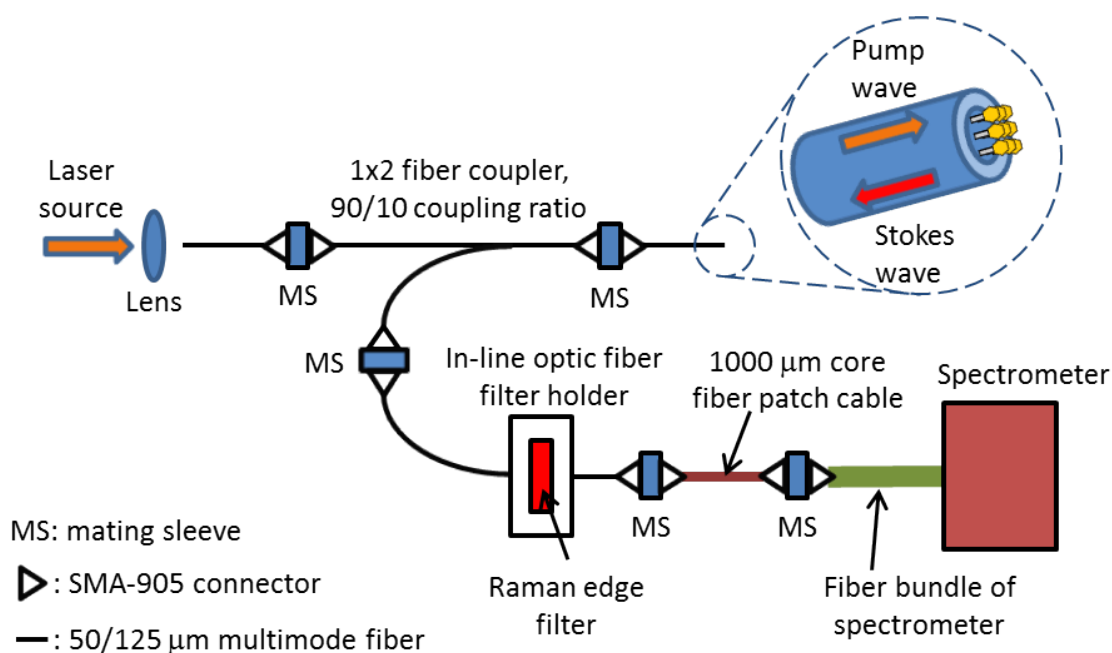 Pump
wave
Laser
source
1x2 fiber coupler,
90/10 coupling ratio
Stokes
wave
Lens
MS
MS
MS
In-line optic fiber
filter holder
1000 μm core
fiber patch cable
Spectrometer
MS
MS
MS: mating sleeve
: SMA-905 connector
: 50/125 μm multimode fiber
Raman edge
filter
Fiber bundle of
spectrometer